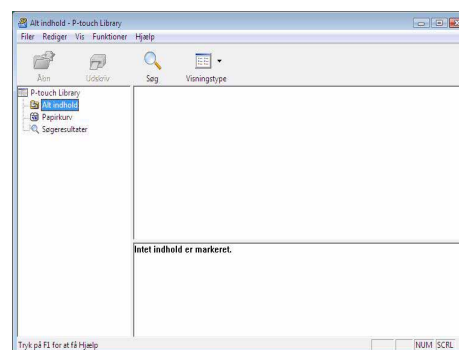 Alt indhold - P-touch Library
Filer Rediger Vis Funktioner Hjælp
Åbn Udskriv Søg Visningstype
P-touch Library
Alt indhold
Papirkurv
Søgeresultater
Intet indhold er markeret.
Tryk på F1 for at få Hjælp NUM SCRL